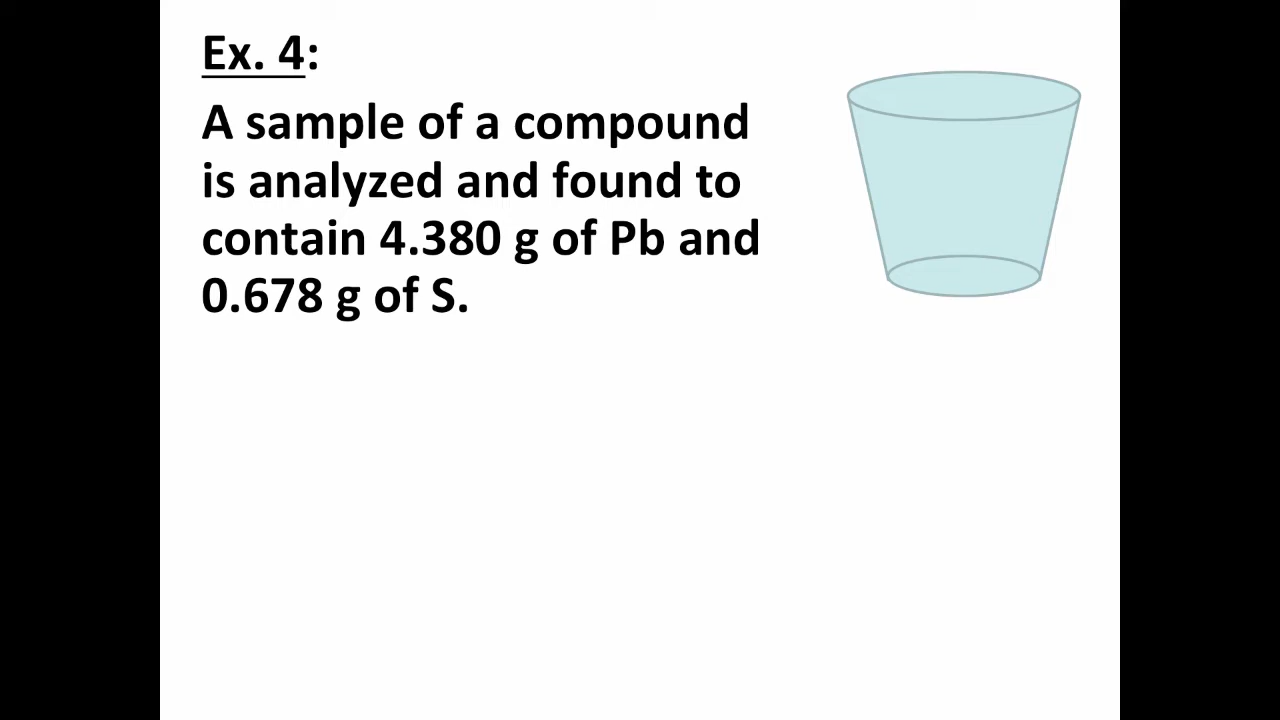 Ex. 4:
A sample of a compound
is analyzed and found to
contain 4.380 g of Pb and
0.678 g of S.